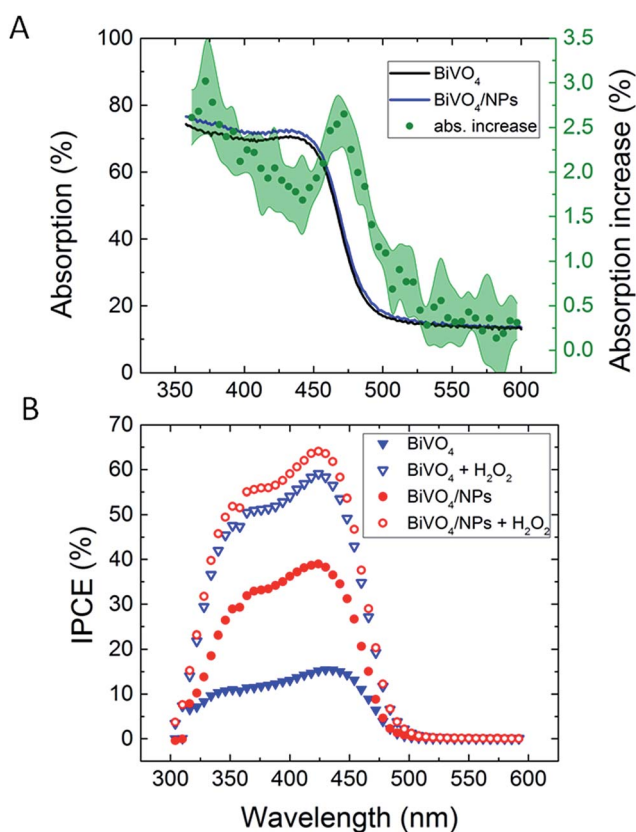 A
Absorption (%)
100
80
60
40
20
0
350 400 450 500 550 600
BiVO₄
BiVO₄/NPs
abs. increase
3.5
3.0
2.5
2.0
1.5
1.0
0.5
0.0
Absorption increase (%)
B
IPCE (%)
70
60
50
40
30
20
10
0
BiVO₄
BiVO₄ + H₂O₂
BiVO₄/NPs
BiVO₄/NPs + H₂O₂
300 350 400 450 500 550 600
Wavelength (nm)